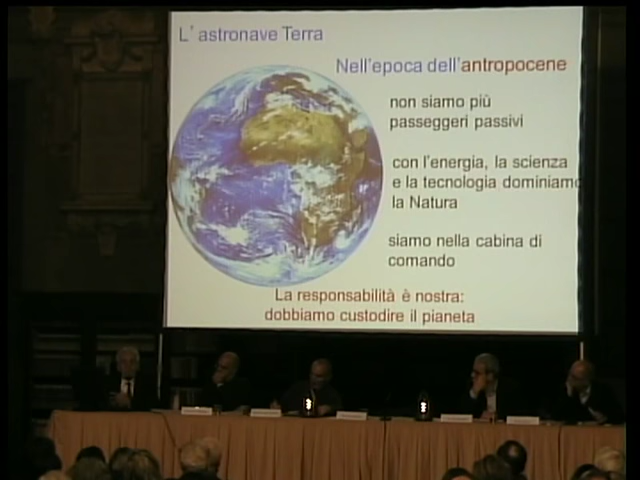 L' astronave Terra
Nell'epoca dell'antropocene
non siamo più
passeggeri passivi
con l'energia, la scienza
e la tecnologia dominiamo
la Natura
siamo nella cabina di
comando
La responsabilità è nostra:
dobbiamo custodire il pianeta